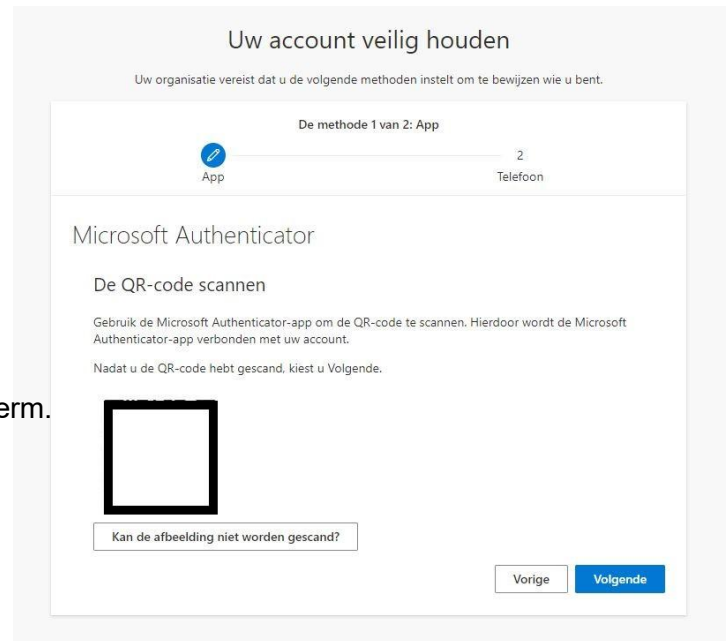 Uw account veilig houden
Uw organisatie vereist dat u de volgende methoden instelt om te bewijzen wie u bent.
De methode 1 van 2: App
2
App
Telefoon
Microsoft Authenticator
De QR-code scannen
Gebruik de Microsoft Authenticator-app om de QR-code te scannen. Hierdoor wordt de Microsoft
Authenticator-app verbonden met uw account.
Nadat u de QR-code hebt gescand, kiest u Volgende.
erm.
Kan de afbeelding niet worden gescand?
Vorige
Volgende